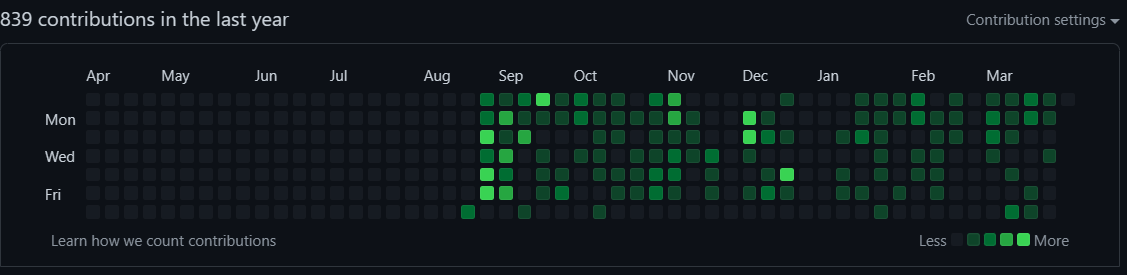 839 contributions in the last year
Contribution settings
Apr May Jun Jul Aug Sep Oct Nov Dec Jan Feb Mar
Mon
Wed
Fri
Learn how we count contributions
Less More